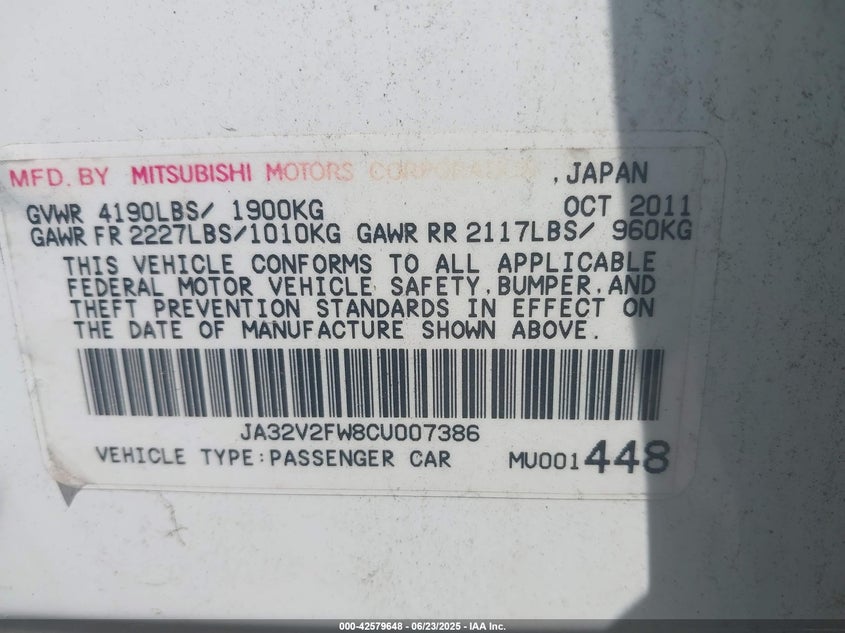 MFD. BY MITSUBISHI MOTORS CORPORATION , JAPAN
GVWR 4190LBS/ 1900KG OCT 2011
GAWR FR 2227LBS/1010KG GAWR RR 2117LBS/ 960KG
THIS VEHICLE CONFORMS TO ALL APPLICABLE
FEDERAL MOTOR VEHICLE SAFETY, BUMPER, AND
THEFT PREVENTION STANDARDS IN EFFECT ON
THE DATE OF MANUFACTURE SHOWN ABOVE.
JA32V2FW8CU007386
VEHICLE TYPE:PASSENGER CAR MU001448
000-42579648 - 06/23/2025 - IAA Inc.